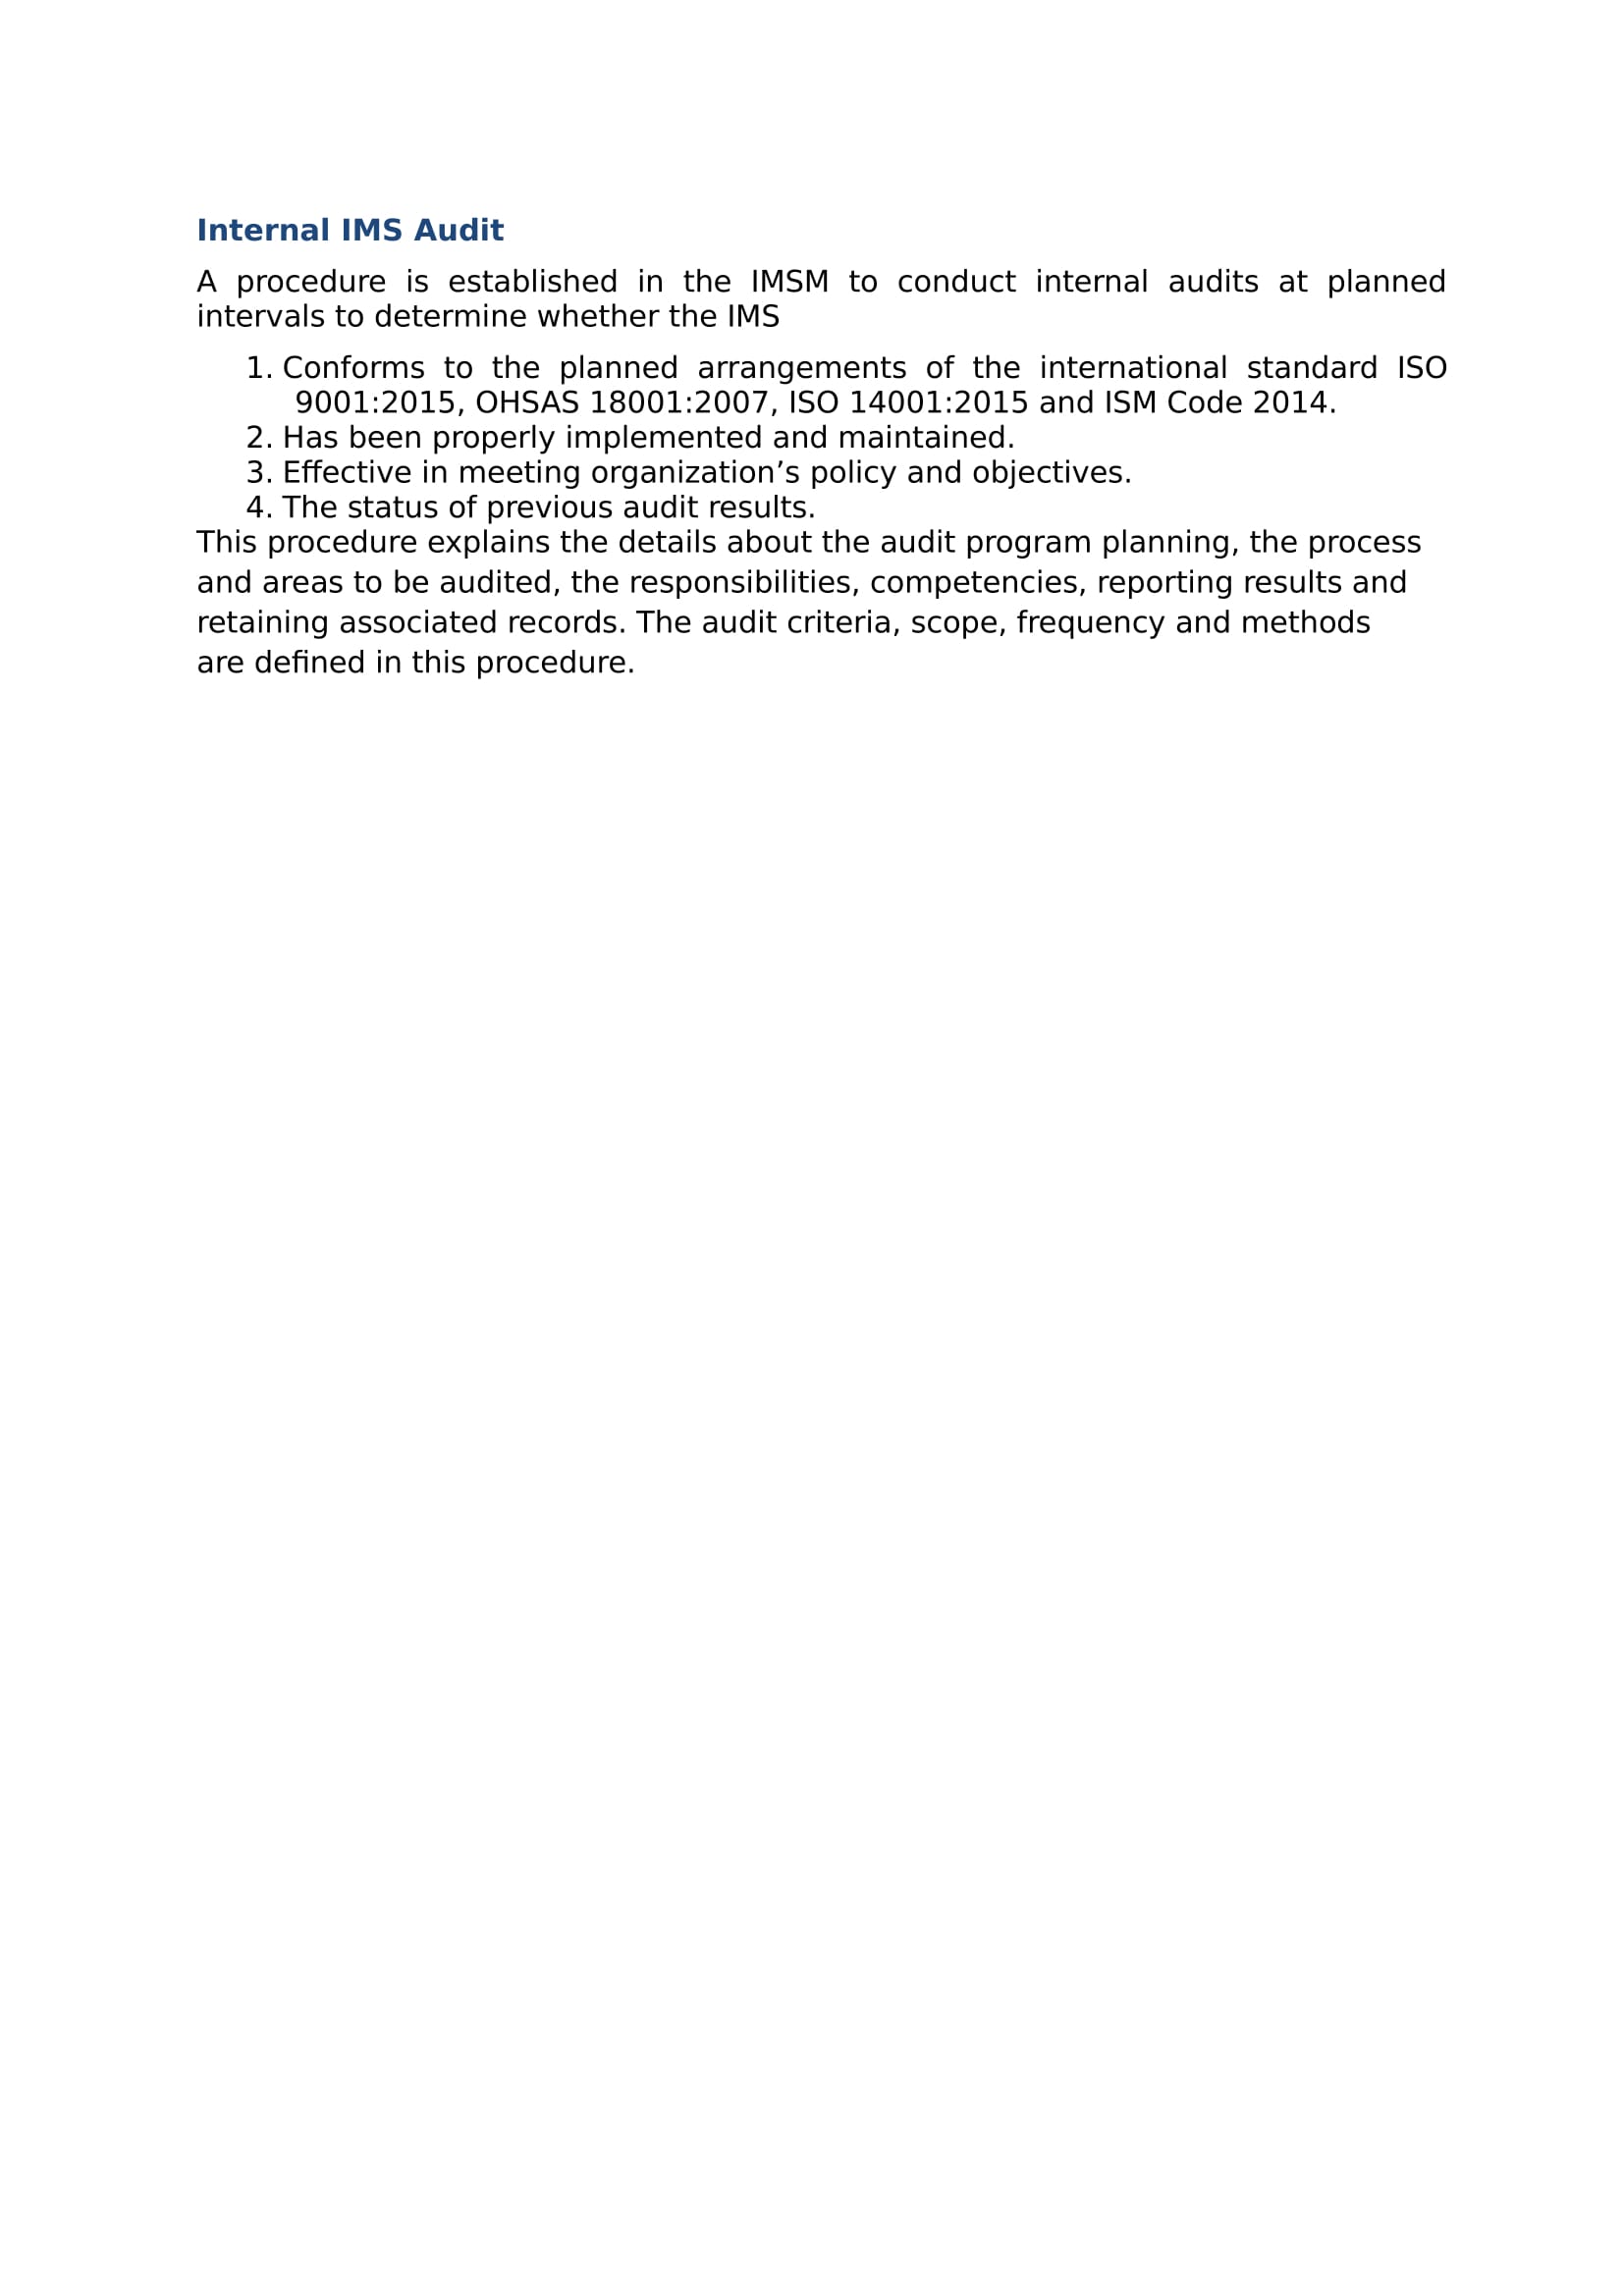 Internal IMS Audit
A procedure is established in the IMSM to conduct internal audits at planned
intervals to determine whether the IMS
1. Conforms to the planned arrangements of the international standard ISO
9001:2015, OHSAS 18001:2007, ISO 14001:2015 and ISM Code 2014.
2. Has been properly implemented and maintained.
3. Effective in meeting organization’s policy and objectives.
4. The status of previous audit results.
This procedure explains the details about the audit program planning, the process
and areas to be audited, the responsibilities, competencies, reporting results and
retaining associated records. The audit criteria, scope, frequency and methods
are defined in this procedure.